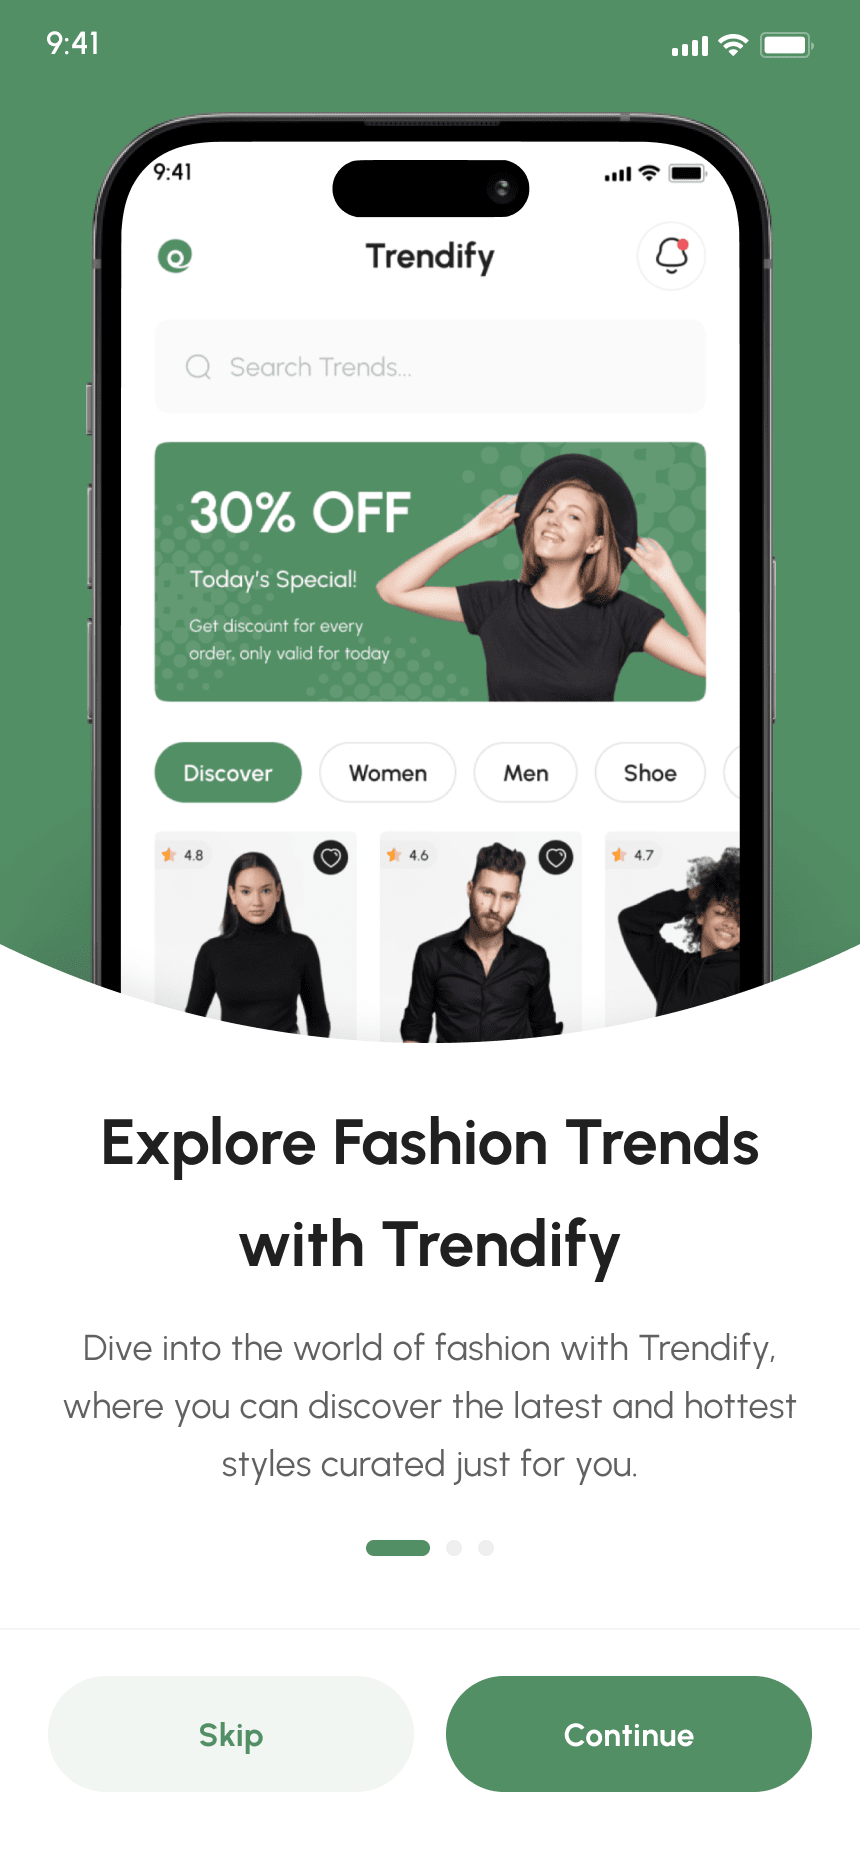 9:41
9:41
Trendify
Search Trends...
30% OFF
Today's Special!
Get discount for every
order, only valid for today
Discover
Women
Men
Shoe
4.8
4.6
4.7
Explore Fashion Trends
with Trendify
Dive into the world of fashion with Trendify,
where you can discover the latest and hottest
styles curated just for you.
Skip
Continue